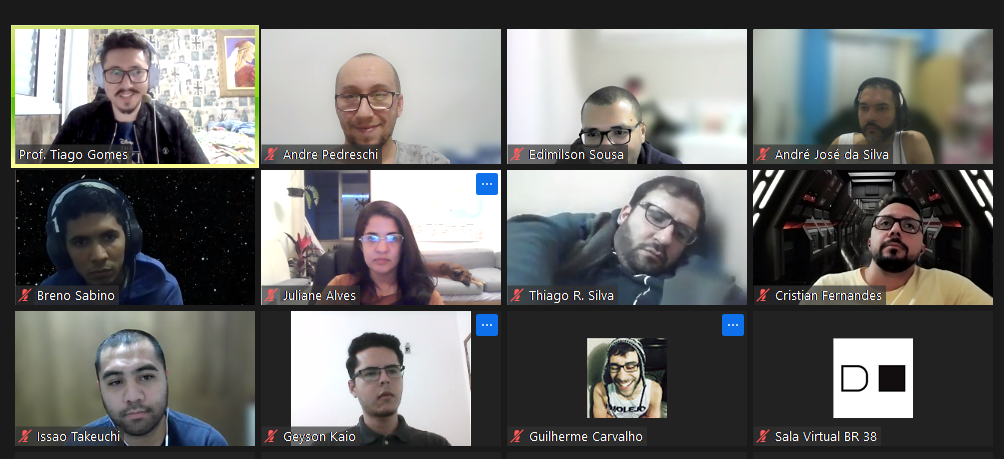 Prof. Tiago Gomes
Andre Pedreschi
Edimilson Sousa
André José da Silva
Breno Sabino
Juliane Alves
Thiago R. Silva
Cristian Fernandes
Issao Takeuchi
Geyson Kaio
MOLEJO
Guilherme Carvalho
D
Sala Virtual BR 38